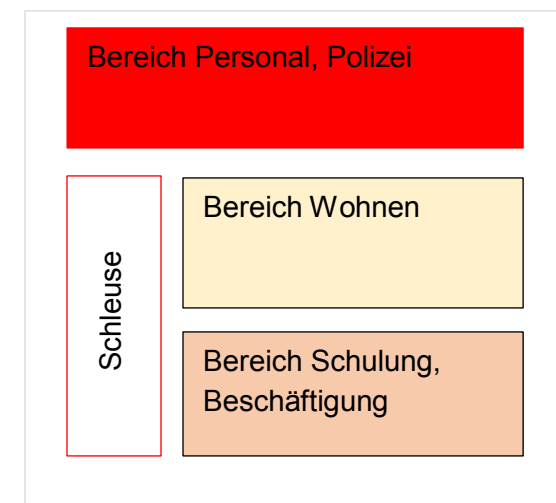 Bereich Personal, Polizei
Schleuse
Bereich Wohnen
Bereich Schulung,
Beschäftigung